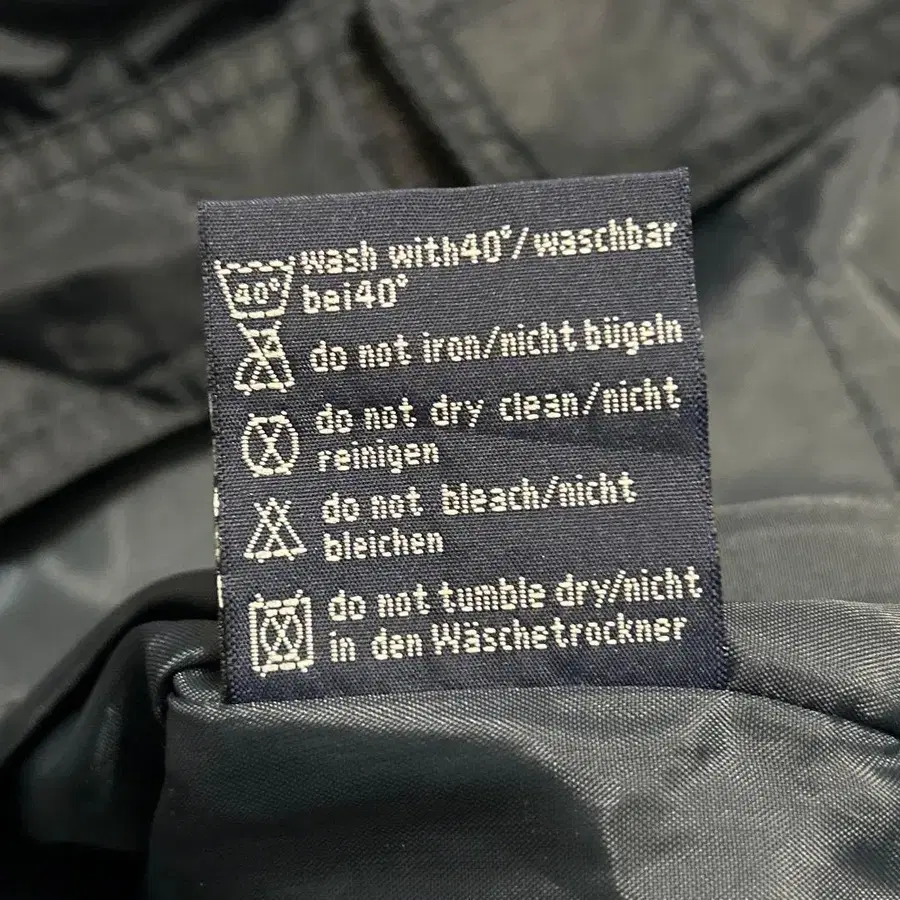 wash with40°/waschbar
40° bei40°
do not iron/nicht bügeln
do not dry clean/nicht
reinigen
do not bleach/nicht
bleichen
do not tumble dry/nicht
in den Wäschetrockner